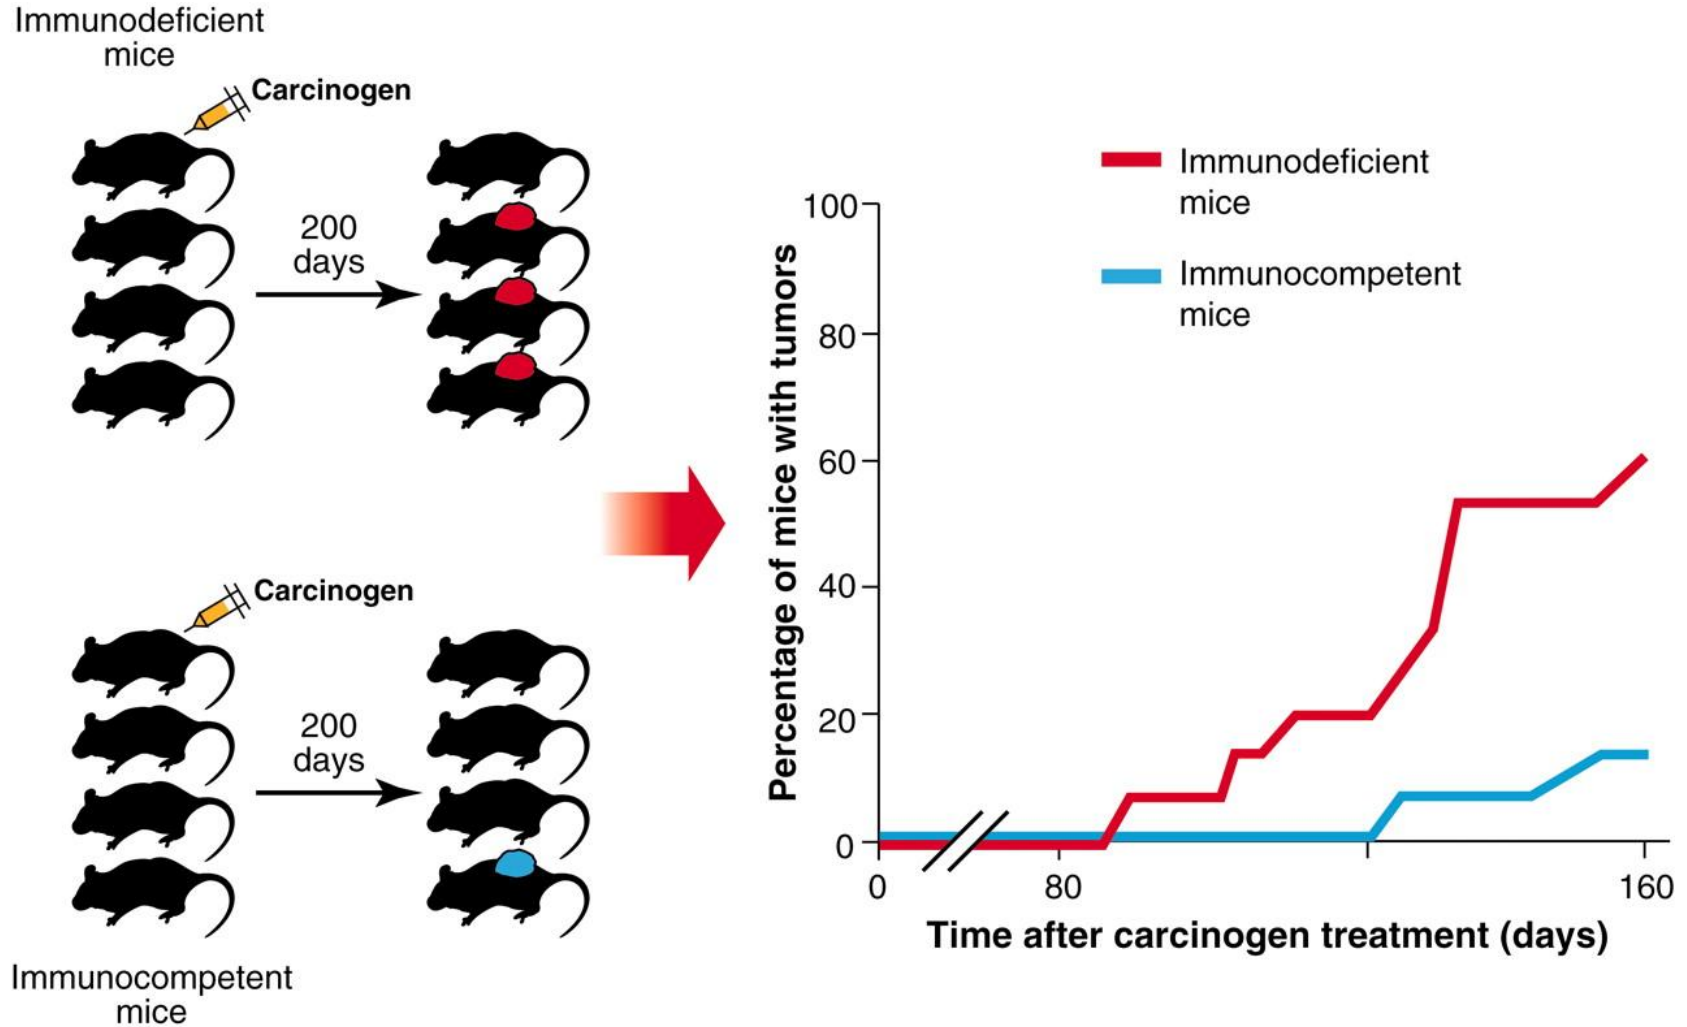 Immunodeficient
mice
Carcinogen
200
days
Carcinogen
200
days
Immunocompetent
mice
Immunodeficient
mice
Immunocompetent
mice
Percentage of mice with tumors
100
80
60
40
20
0
0
80
160
Time after carcinogen treatment (days)